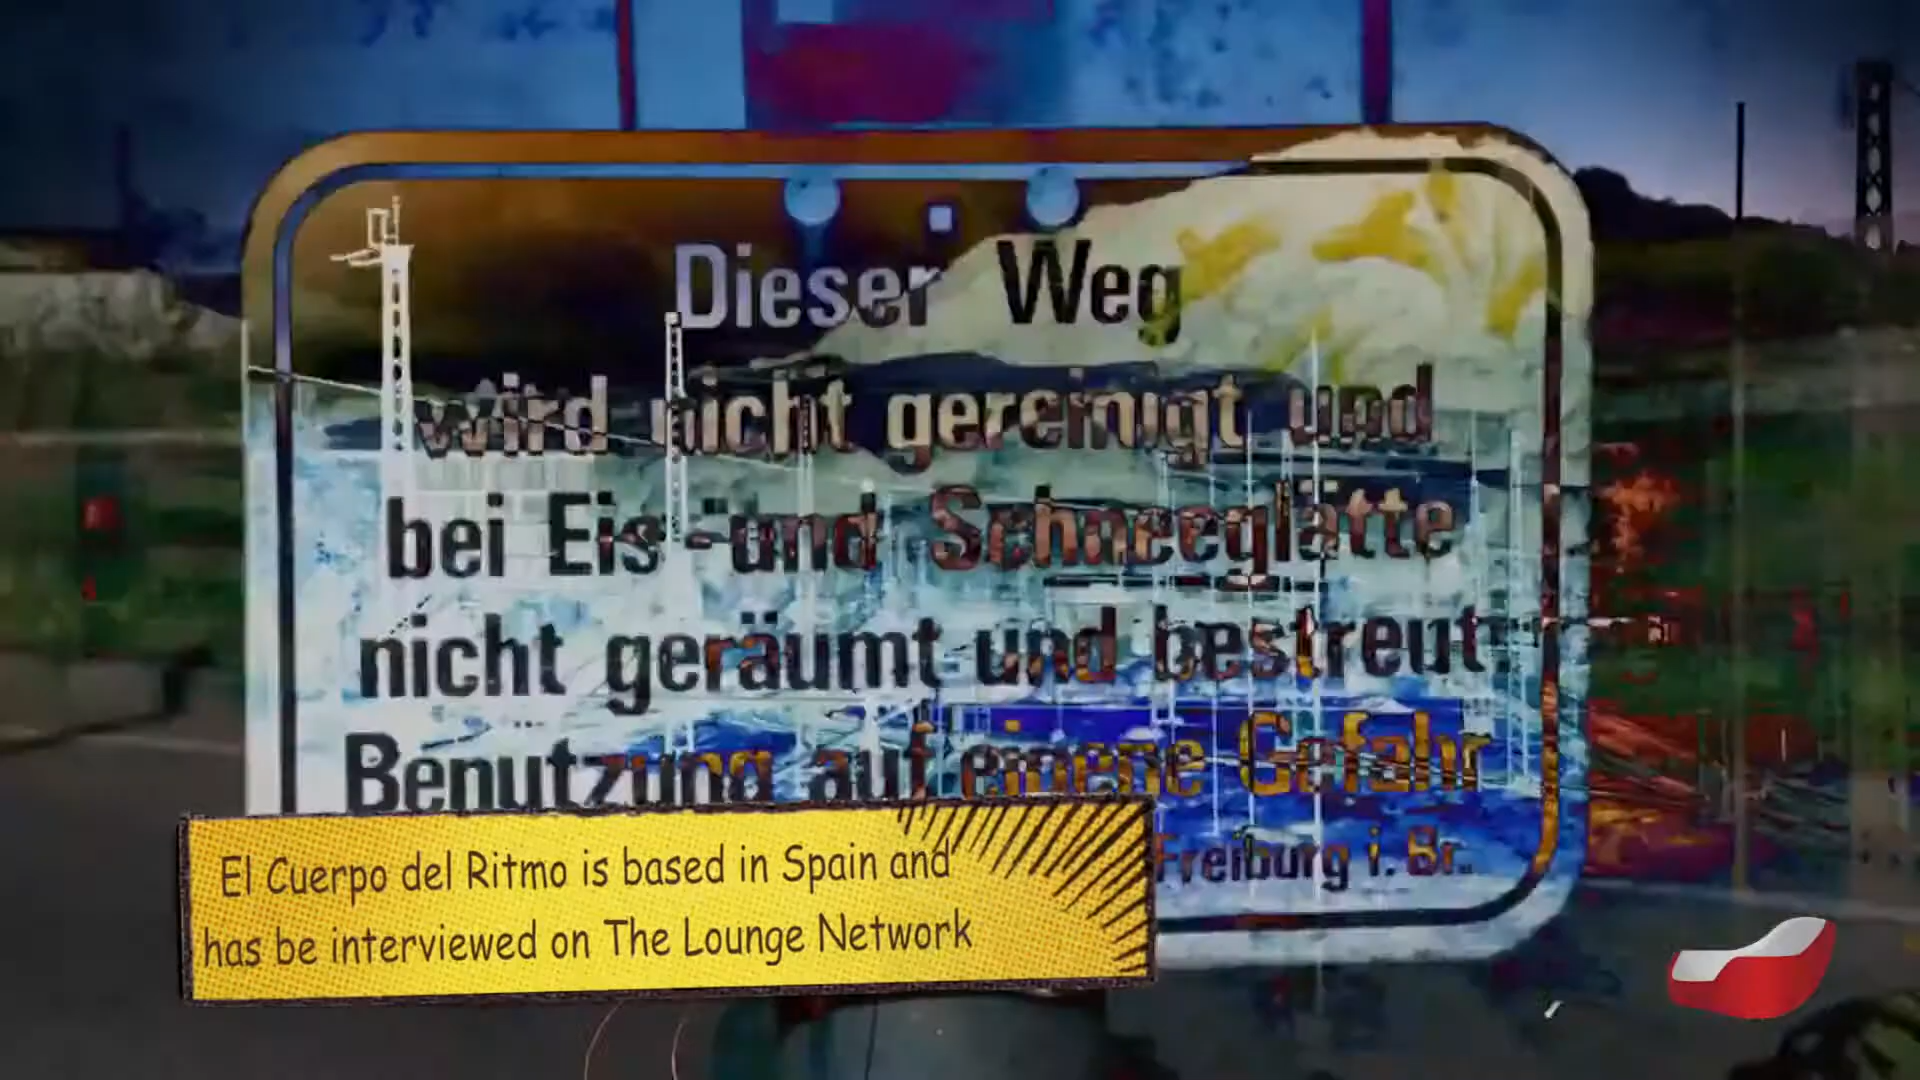 Dieser Weg
wird nicht gereinigt und
bei Eis-und Schneeglätte
nicht geräumt und bestreut
Benutzung auf eigene Gefahr
Freiburg i. Br.
El Cuerpo del Ritmo is based in Spain and
has be interviewed on The Lounge Network